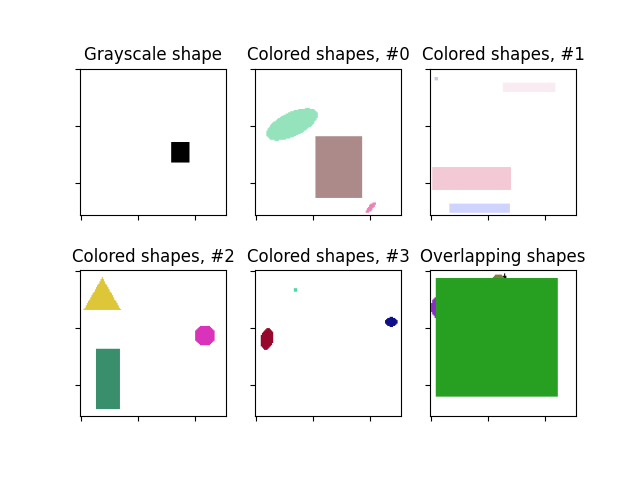 Grayscale shape
Colored shapes, #0
Colored shapes, #1
Colored shapes, #2
Colored shapes, #3
Overlapping shapes